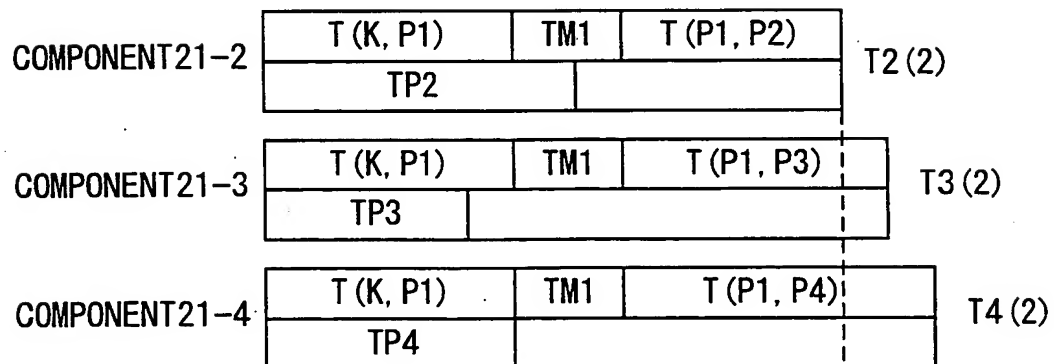 COMPONENT21-2 T(K, P1) TM1 T(P1, P2) T2(2)
TP2
COMPONENT21-3 T(K, P1) TM1 T(P1, P3) T3(2)
TP3
COMPONENT21-4 T(K, P1) TM1 T(P1, P4) T4(2)
TP4